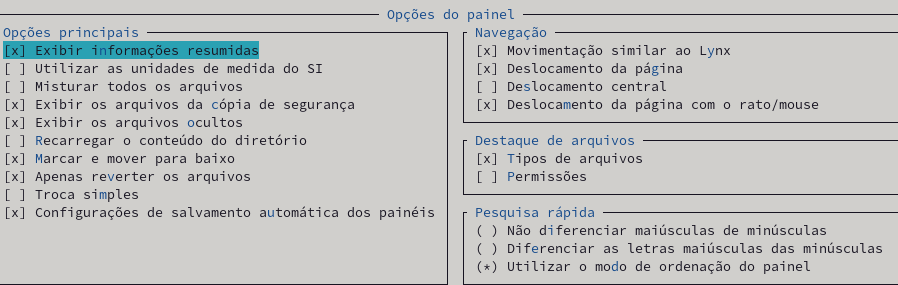 Opções do painel
Opções principais
[x] Exibir informações resumidas
[ ] Utilizar as unidades de medida do SI
[ ] Misturar todos os arquivos
[x] Exibir os arquivos da cópia de segurança
[x] Exibir os arquivos ocultos
[ ] Recarregar o conteúdo do diretório
[x] Marcar e mover para baixo
[x] Apenas reverter os arquivos
[ ] Troca simples
[x] Configurações de salvamento automática dos painéis
Navegação
[x] Movimentação similar ao Lynx
[x] Deslocamento da página
[ ] Deslocamento central
[x] Deslocamento da página com o rato/mouse
Destaque de arquivos
[x] Tipos de arquivos
[ ] Permissões
Pesquisa rápida
( ) Não diferenciar maiúsculas de minúsculas
( ) Diferenciar as letras maiúsculas das minúsculas
(*) Utilizar o modo de ordenação do painel